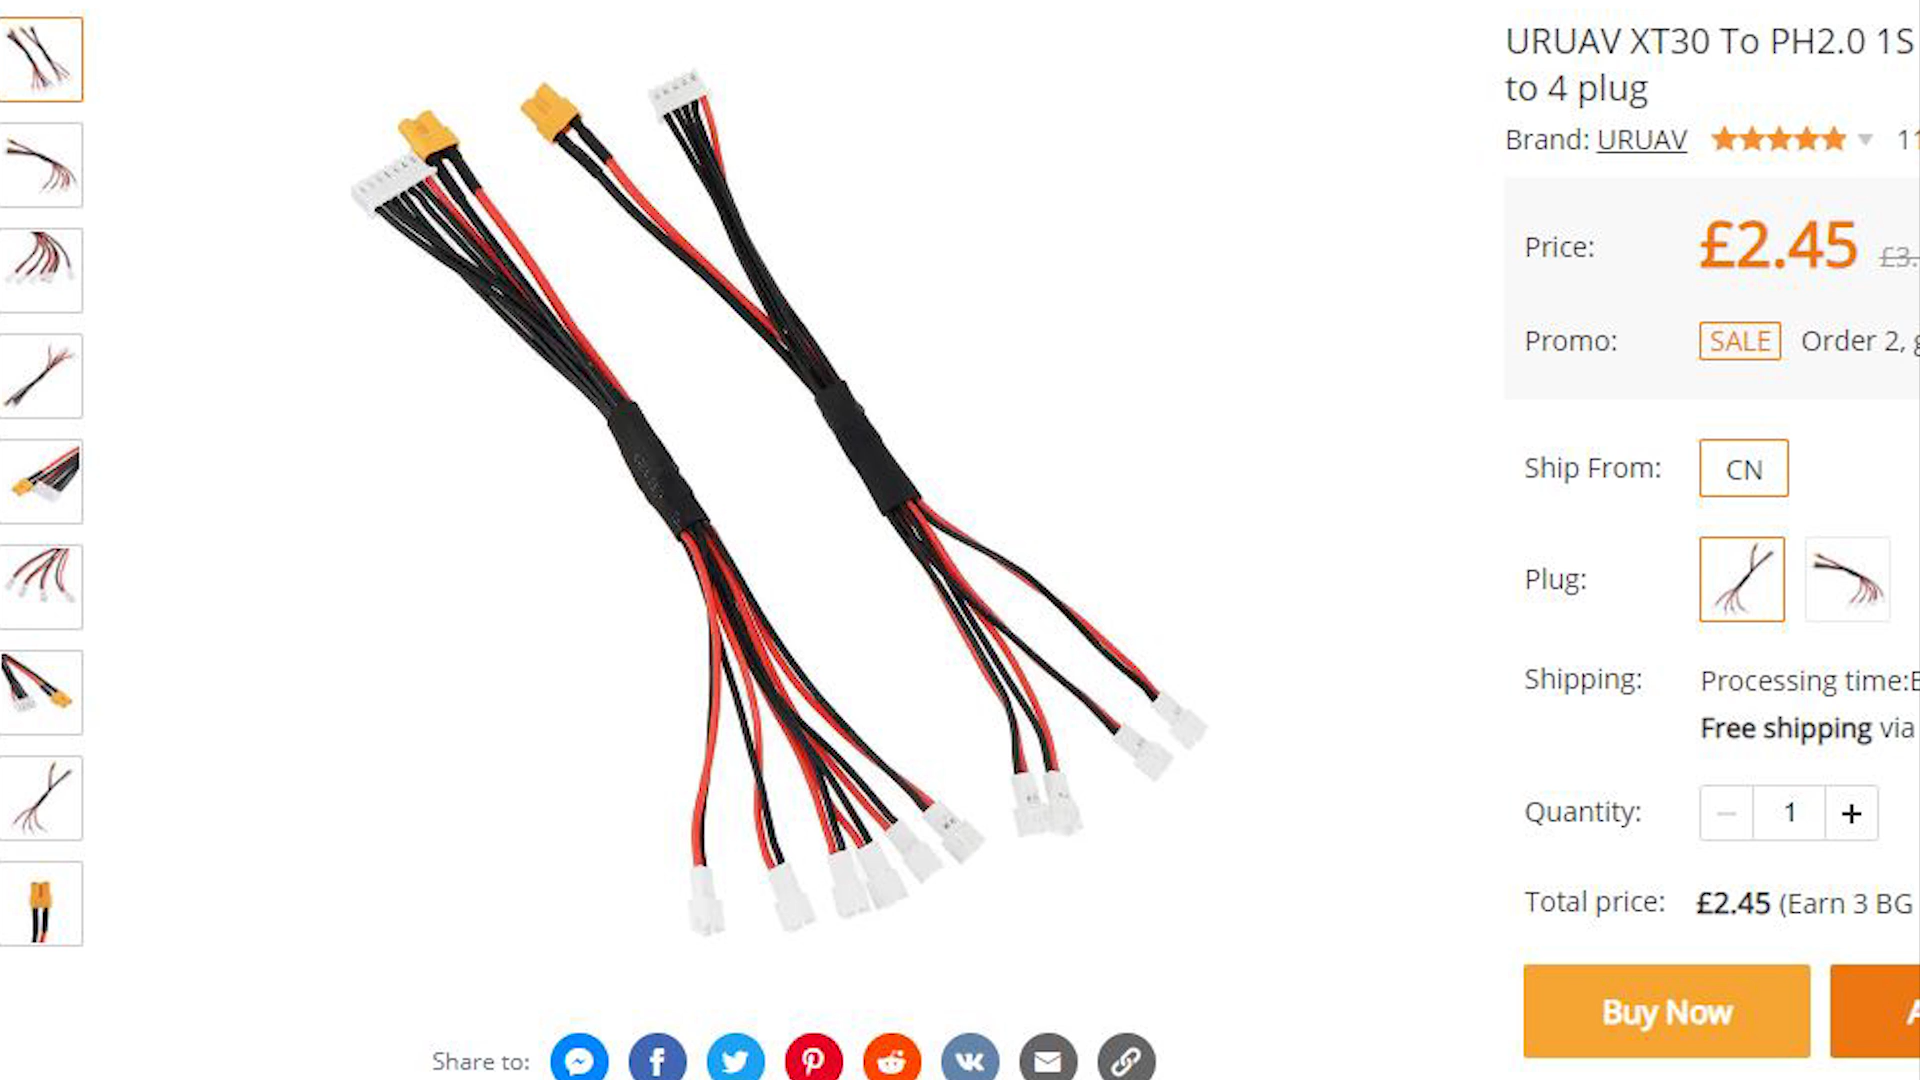 URUAV XT30 To PH2.0 1S
to 4 plug
Brand: URUAV
Price: £2.45
Promo: SALE Order 2,
Ship From: CN
Plug:
Shipping: Processing time:
Free shipping via
Quantity: 1 +
Total price: £2.45 (Earn 3 BG
Buy Now
Share to: